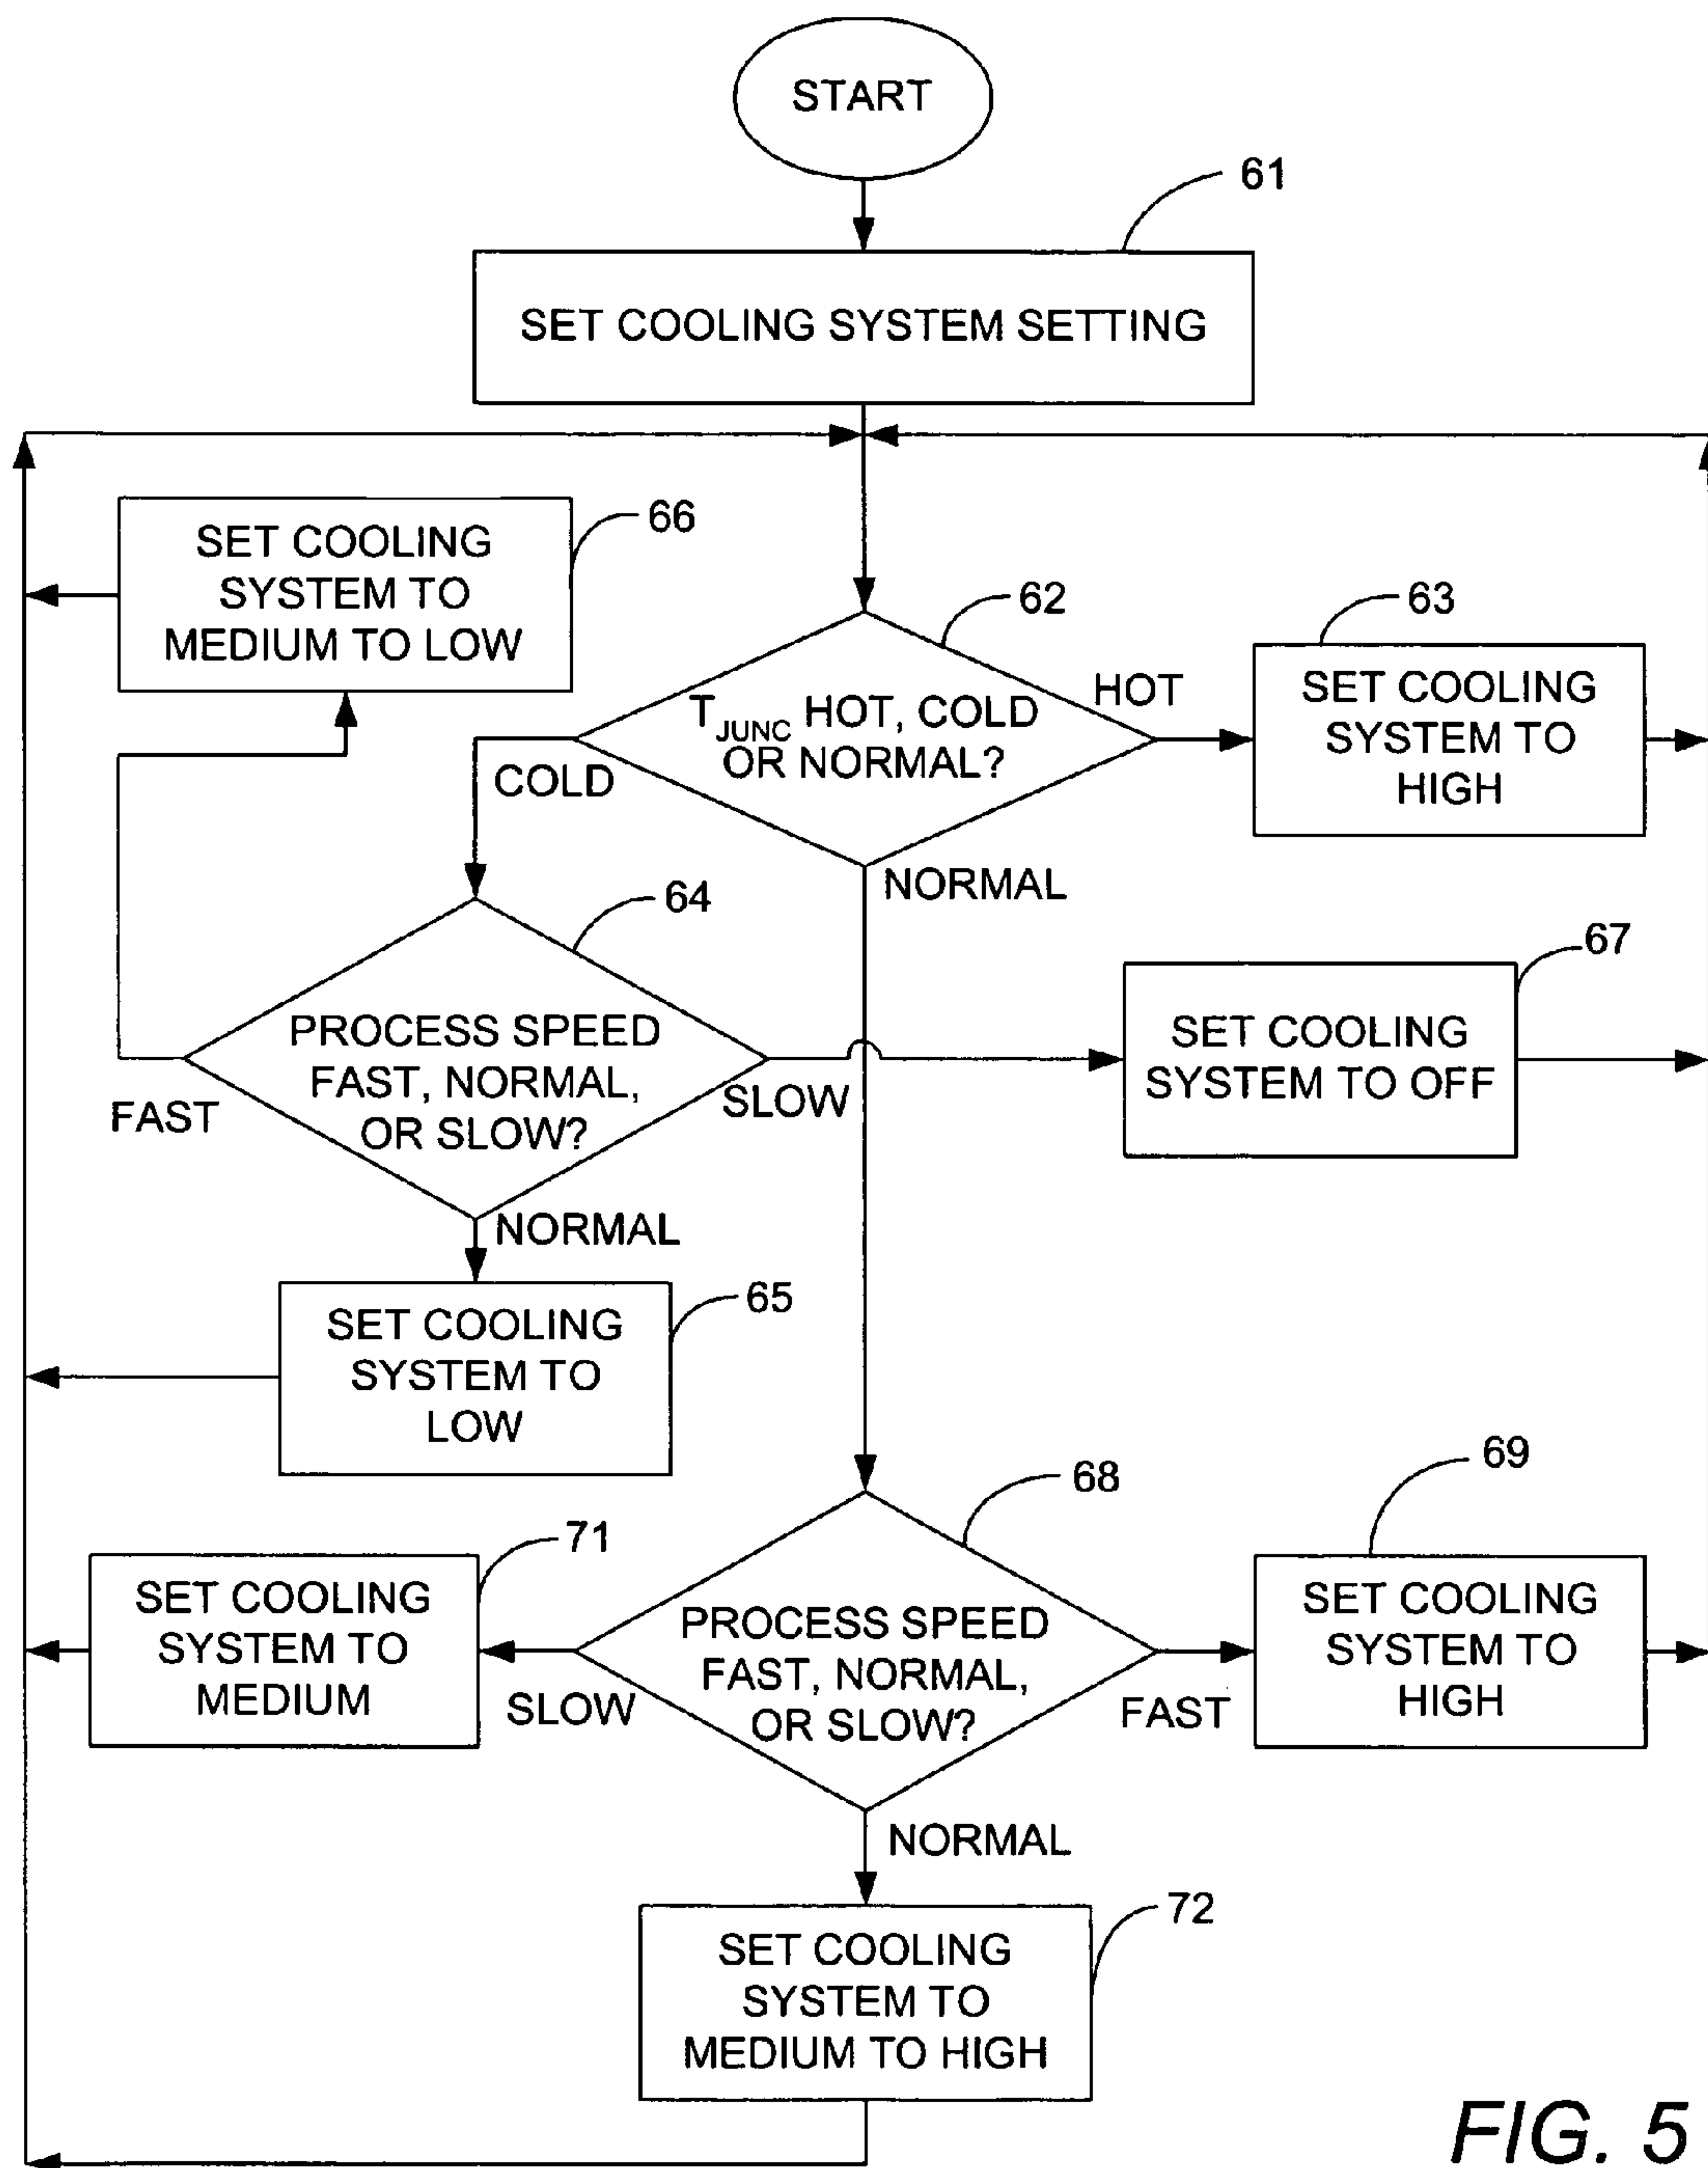 START
61
SET COOLING SYSTEM SETTING
66
SET COOLING
SYSTEM TO
MEDIUM TO LOW
62
T_JUNC HOT, COLD
OR NORMAL?
HOT
63
SET COOLING
SYSTEM TO
HIGH
COLD
NORMAL
64
PROCESS SPEED
FAST, NORMAL,
OR SLOW?
FAST
SLOW
67
SET COOLING
SYSTEM TO OFF
NORMAL
65
SET COOLING
SYSTEM TO
LOW
68
PROCESS SPEED
FAST, NORMAL,
OR SLOW?
71
SET COOLING
SYSTEM TO
MEDIUM
SLOW
FAST
69
SET COOLING
SYSTEM TO
HIGH
NORMAL
72
SET COOLING
SYSTEM TO
MEDIUM TO HIGH
FIG. 5